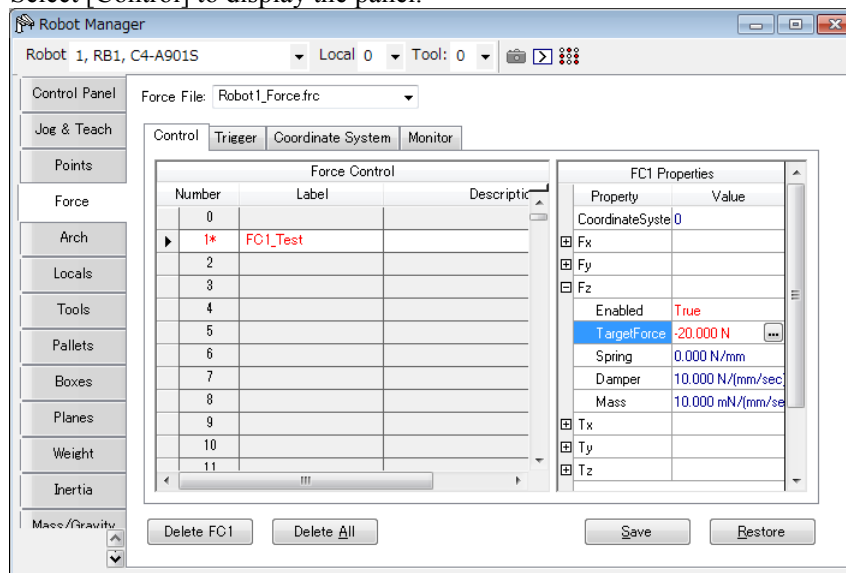 Select [Control] to display the panel.
Robot Manager
Robot 1, RB1, C4-A901S Local 0 Tool: 0
Control Panel
Jog & Teach
Points
Force
Arch
Locals
Tools
Pallets
Boxes
Planes
Weight
Inertia
Mass/Gravity
Force File: Robot1_Force.frc
Control Trigger Coordinate System Monitor
Force Control
Number Label Descriptic
0
1* FC1_Test
2
3
4
5
6
7
8
9
10
11
FC1 Properties
Property Value
CoordinateSyste 0
Fx
Fy
Fz
Enabled True
TargetForce -20.000 N ...
Spring 0.000 N/mm
Damper 10.000 N/(mm/sec)
Mass 10.000 mN/(mm/se
Tx
Ty
Tz
Delete FC1 Delete All Save Restore